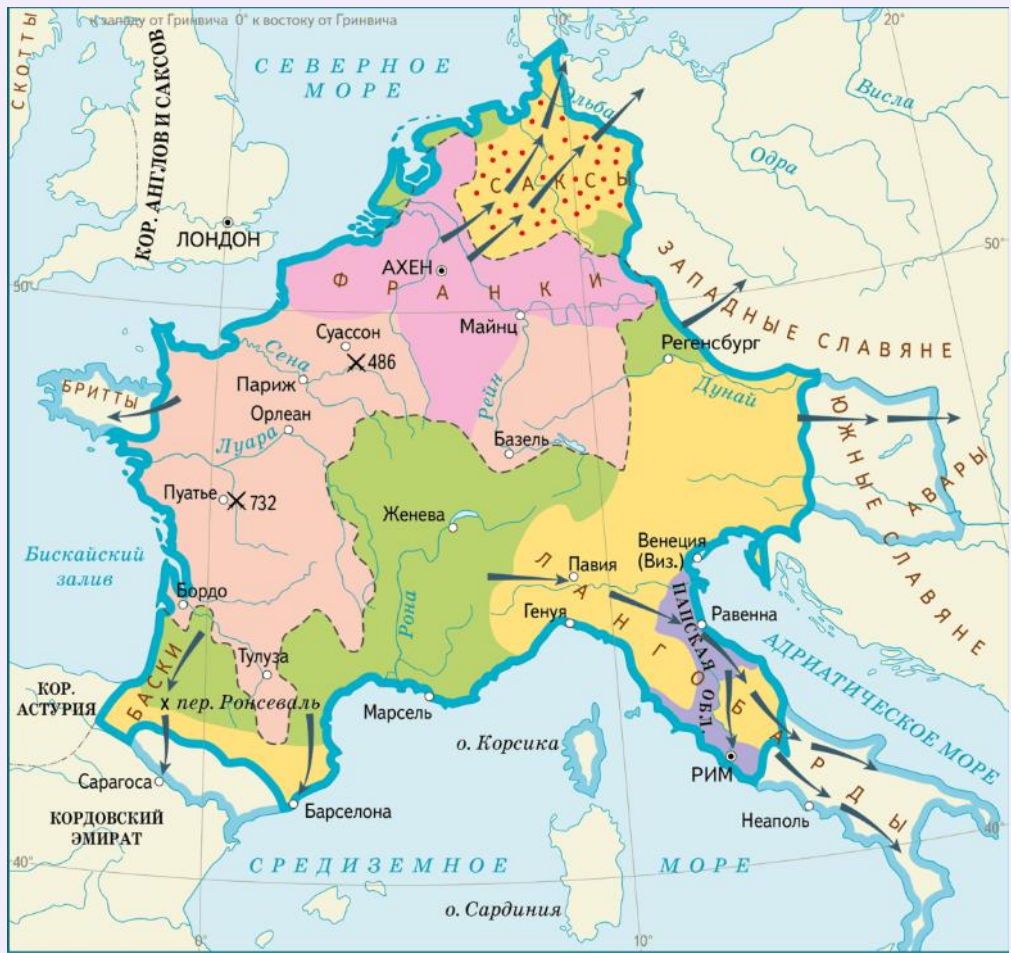 к западу от Гринвича 0° к востоку от Гринвича
10°
20°
СКОТТЫ
КОР. АНГЛОВ И САКСОВ
СЕВЕРНОЕ
МОРЕ
Эльба
Висла
Одра
САКСЫ
ЛОНДОН
АХЕН
ФРАНКИ
50°
50°
ЗАПАДНЫЕ СЛАВЯНЕ
Майнц
Суассон
486
Сена
Париж
Рейн
Регенсбург
Дунай
БРИТТЫ
Орлеан
Луара
Базель
ЮЖНЫЕ СЛАВЯНЕ
АВАРЫ
Пуатье
732
Женева
Бискайский
залив
Венеция
(Виз.)
Павия
ЛАНГОБАРДЫ
Бордо
Рона
Генуя
ПАПСКАЯ ОБЛ.
Равенна
Тулуза
БАСКИ
АДРИАТИЧЕСКОЕ МОРЕ
КОР.
АСТУРИЯ
пер. Ронсеваль
Марсель
о. Корсика
РИМ
Сарагоса
Барселона
Неаполь
КОРДОВСКИЙ
ЭМИРАТ
40°
40°
СРЕДИЗЕМНОЕ МОРЕ
о. Сардиния
0°
10°